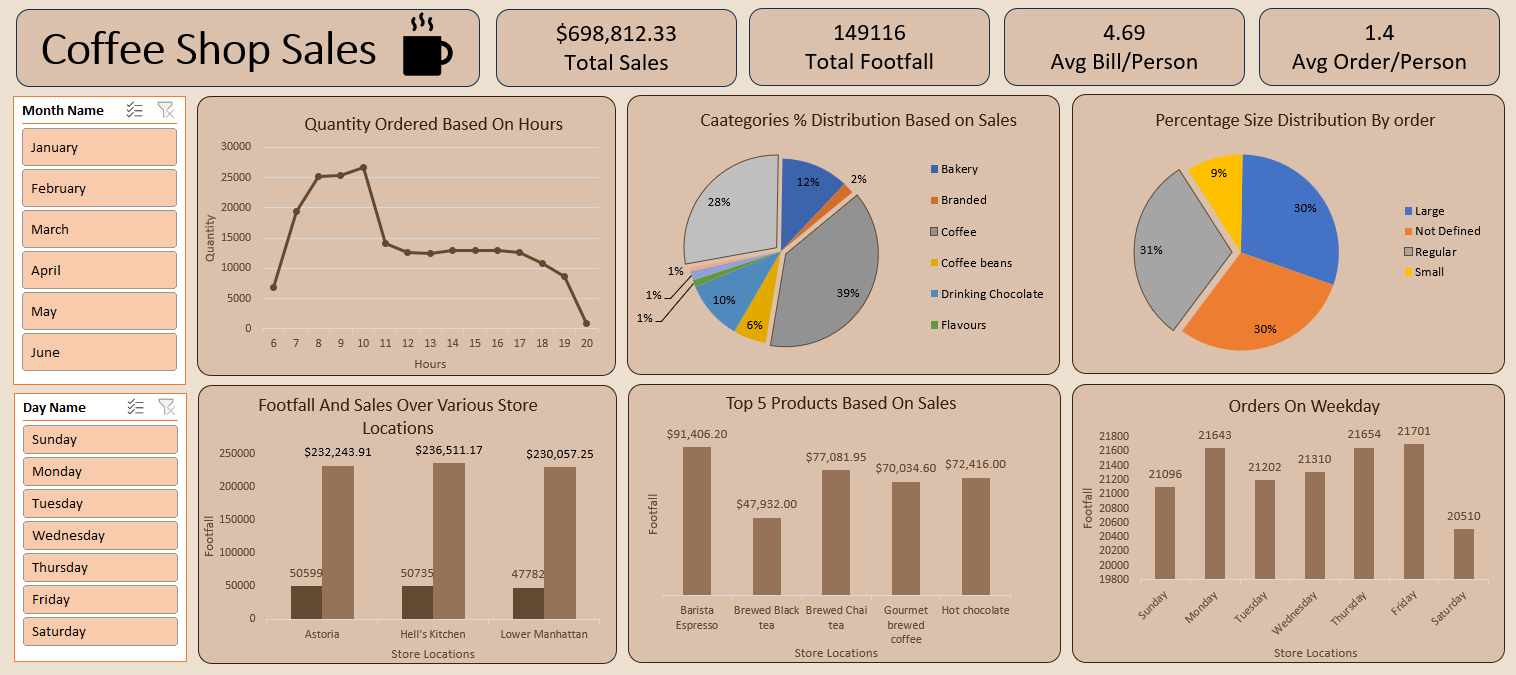 Coffee Shop Sales
$698,812.33
Total Sales
149116
Total Footfall
4.69
Avg Bill/Person
1.4
Avg Order/Person
Month Name
January
February
March
April
May
June
Day Name
Sunday
Monday
Tuesday
Wednesday
Thursday
Friday
Saturday
Quantity Ordered Based On Hours
30000
25000
20000
15000
10000
5000
0
Quantity
6 7 8 9 10 11 12 13 14 15 16 17 18 19 20
Hours
Caategories % Distribution Based on Sales
12%
2%
39%
6%
10%
1%
1%
1%
28%
Bakery
Branded
Coffee
Coffee beans
Drinking Chocolate
Flavours
Percentage Size Distribution By order
30%
30%
31%
9%
Large
Not Defined
Regular
Small
Footfall And Sales Over Various Store
Locations
250000
200000
150000
100000
50000
0
Footfall
$232,243.91
$236,511.17
$230,057.25
50599
50735
47782
Astoria
Hell's Kitchen
Lower Manhattan
Store Locations
Top 5 Products Based On Sales
Footfall
$91,406.20
$47,932.00
$77,081.95
$70,034.60
$72,416.00
Barista
Espresso
Brewed Black
tea
Brewed Chai
tea
Gourmet
brewed
coffee
Hot chocolate
Store Locations
Orders On Weekday
21800
21600
21400
21200
21000
20800
20600
20400
20200
20000
19800
Footfall
21096
21643
21202
21310
21654
21701
20510
Sunday
Monday
Tuesday
Wednesday
Thursday
Friday
Saturday
Store Locations